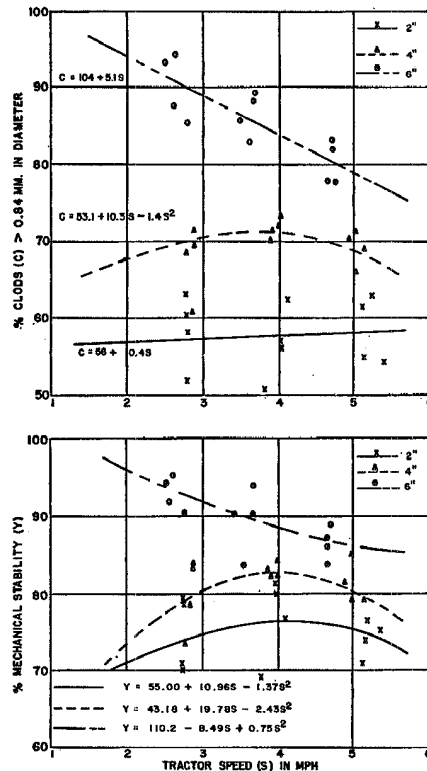 100
90
80
70
60
50
% CLODS (C) > 0.84 MM. IN DIAMETER
2"
4"
6"
C = 104 + 5.1S
C = 53.1 + 10.3S - 1.4S²
C = 56 + 0.4S
1 2 3 4 5 6
100
90
80
70
60
% MECHANICAL STABILITY (Y)
2"
4"
6"
Y = 55.00 + 10.96S - 1.37S²
Y = 43.18 + 19.78S - 2.43S²
Y = 110.2 - 8.49S + 0.75S²
1 2 3 4 5 6
TRACTOR SPEED (S) IN MPH